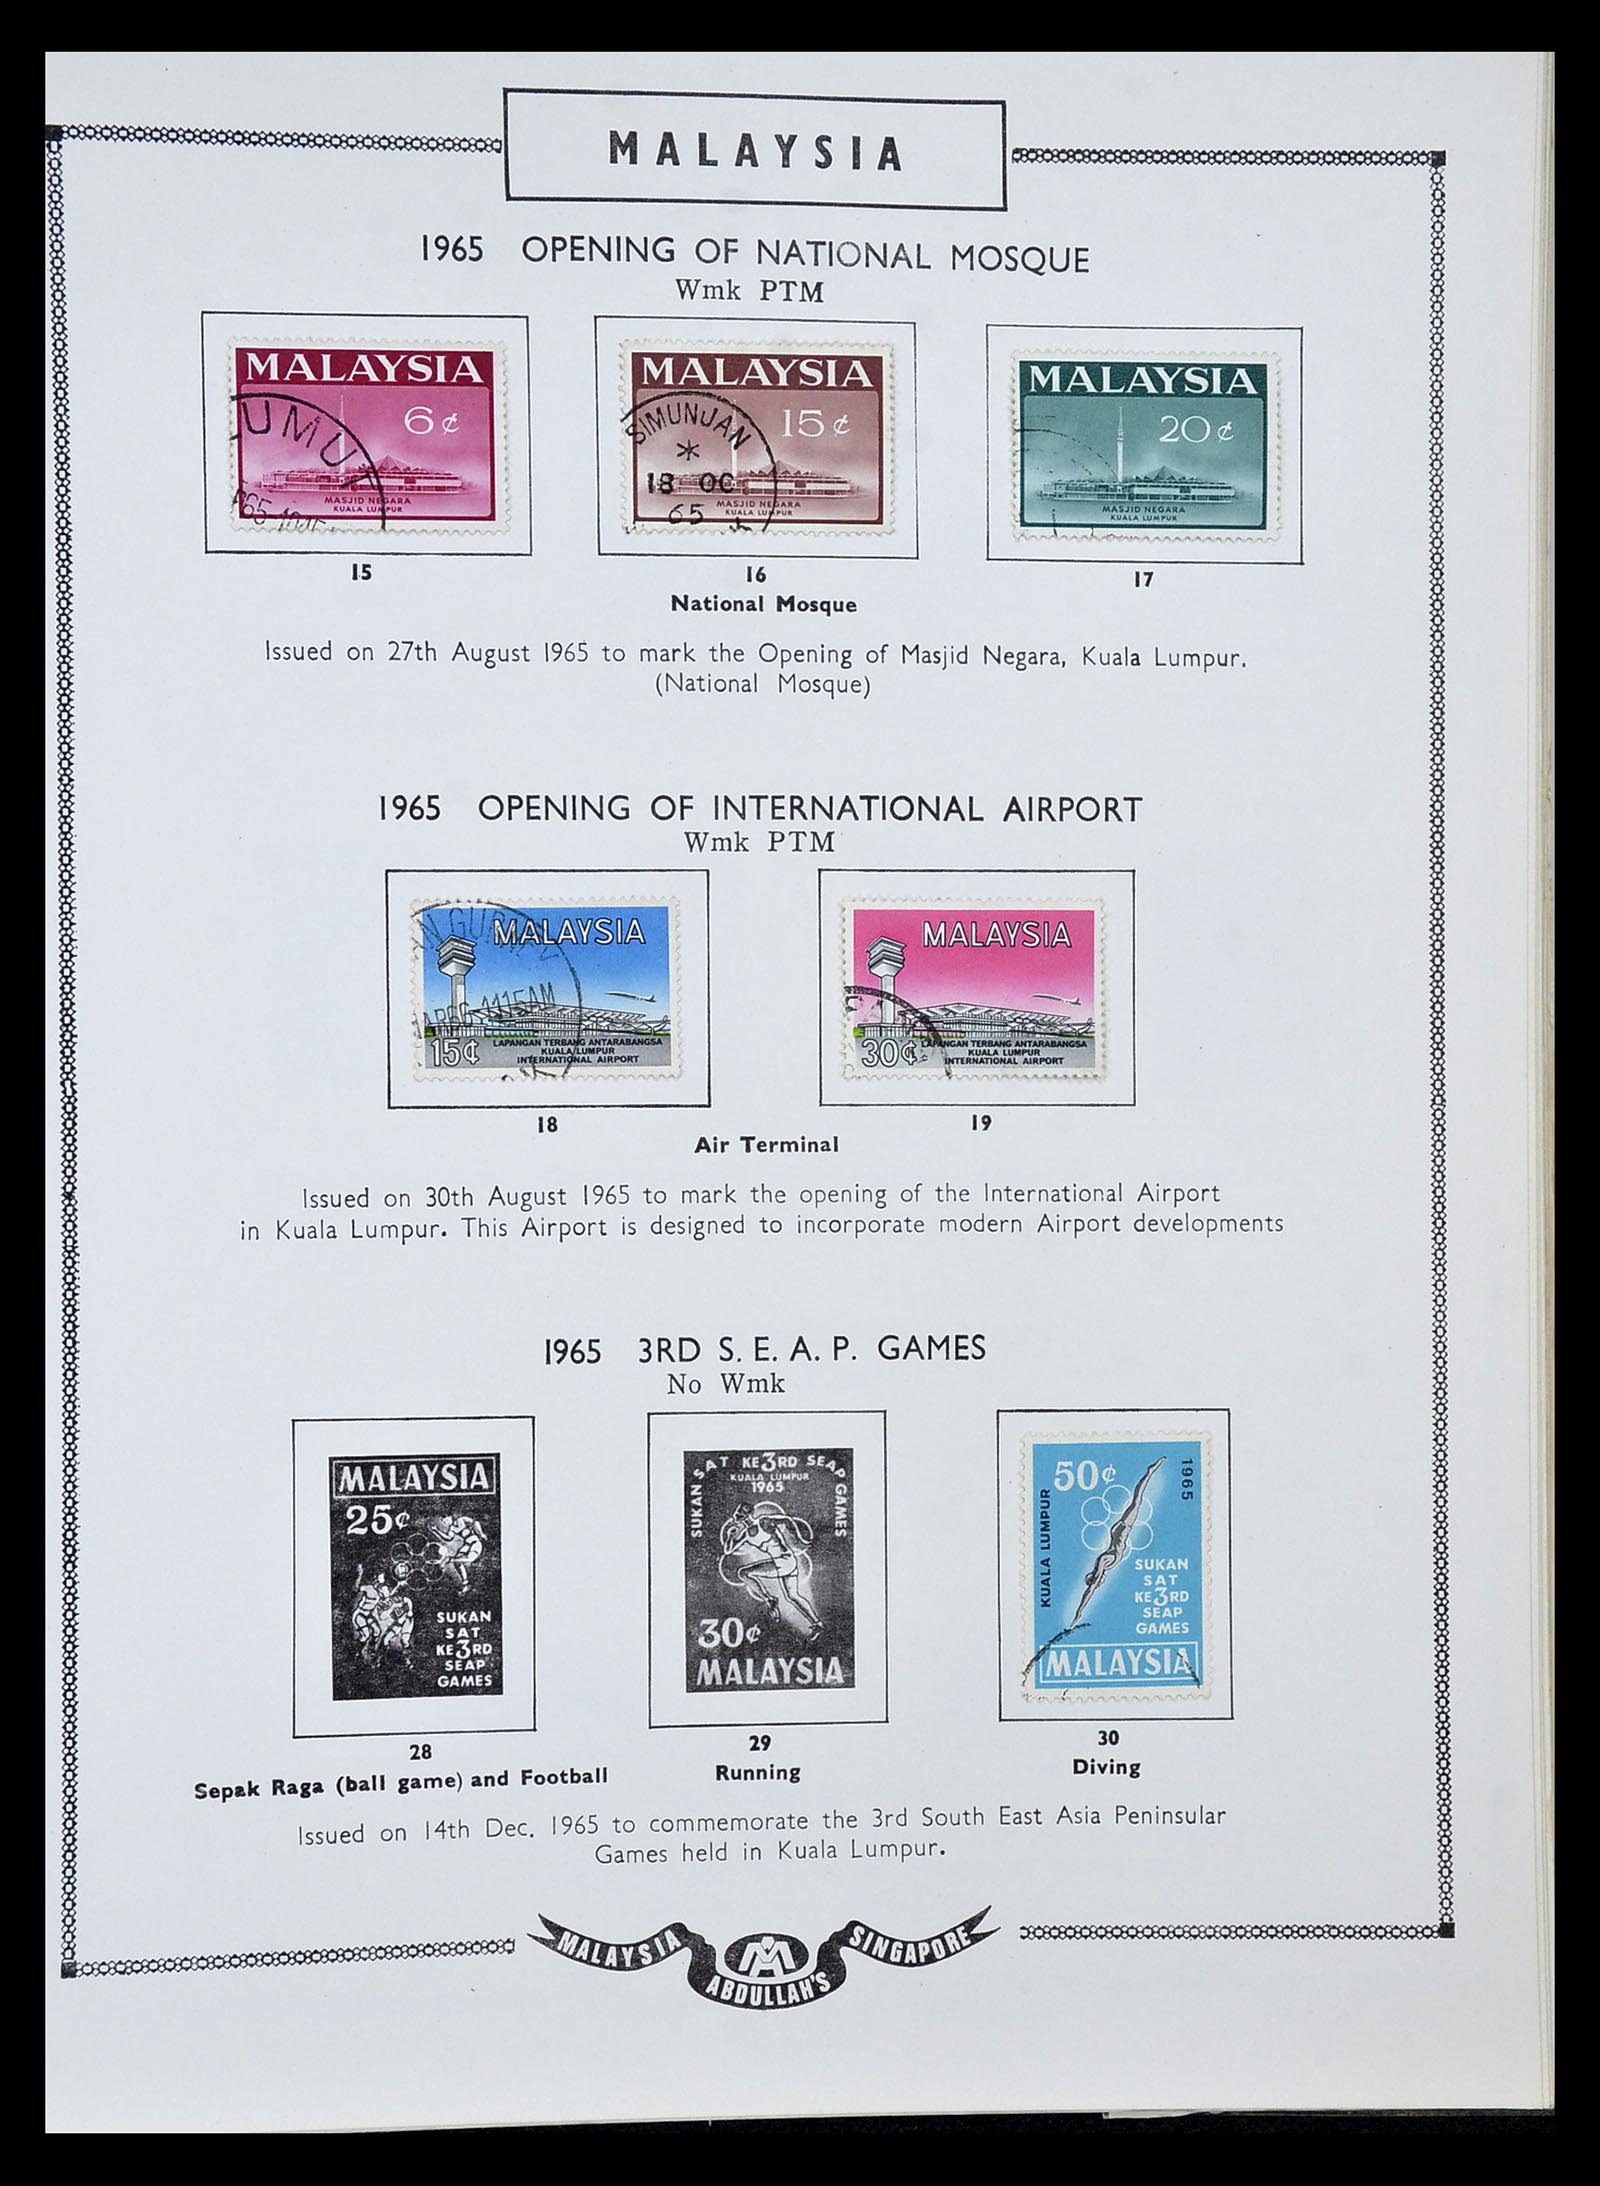 MALAYSIA
1965 OPENING OF NATIONAL MOSQUE
Wmk PTM
MALAYSIA
6¢
MASJID NEGARA
KUALA LUMPUR
UMUT
MALAYSIA
15¢
MASJID NEGARA
KUALA LUMPUR
SIMUNJAN
18 OC
65
MALAYSIA
20¢
MASJID NEGARA
KUALA LUMPUR
15
16
17
National Mosque
Issued on 27th August 1965 to mark the Opening of Masjid Negara, Kuala Lumpur.
(National Mosque)
1965 OPENING OF INTERNATIONAL AIRPORT
Wmk PTM
MALAYSIA
15¢
LAPANGAN TERBANG ANTARABANGSA
KUALA LUMPUR
INTERNATIONAL AIRPORT
MALAYSIA
30¢
LAPANGAN TERBANG ANTARABANGSA
KUALA LUMPUR
INTERNATIONAL AIRPORT
18
19
Air Terminal
Issued on 30th August 1965 to mark the opening of the International Airport
in Kuala Lumpur. This Airport is designed to incorporate modern Airport developments
1965 3RD S. E. A. P. GAMES
No Wmk
MALAYSIA
25¢
SUKAN
SAT
KE3RD
SEAP
GAMES
SUKAN SAT KE3RD SEAP GAMES
KUALA LUMPUR
1965
30¢
MALAYSIA
50¢
1965
KUALA LUMPUR
SUKAN
SAT
KE3RD
SEAP
GAMES
MALAYSIA
28
29
30
Sepak Raga (ball game) and Football
Running
Diving
Issued on 14th Dec. 1965 to commemorate the 3rd South East Asia Peninsular
Games held in Kuala Lumpur.
MALAYSIA
ABDULLAH'S
SINGAPORE